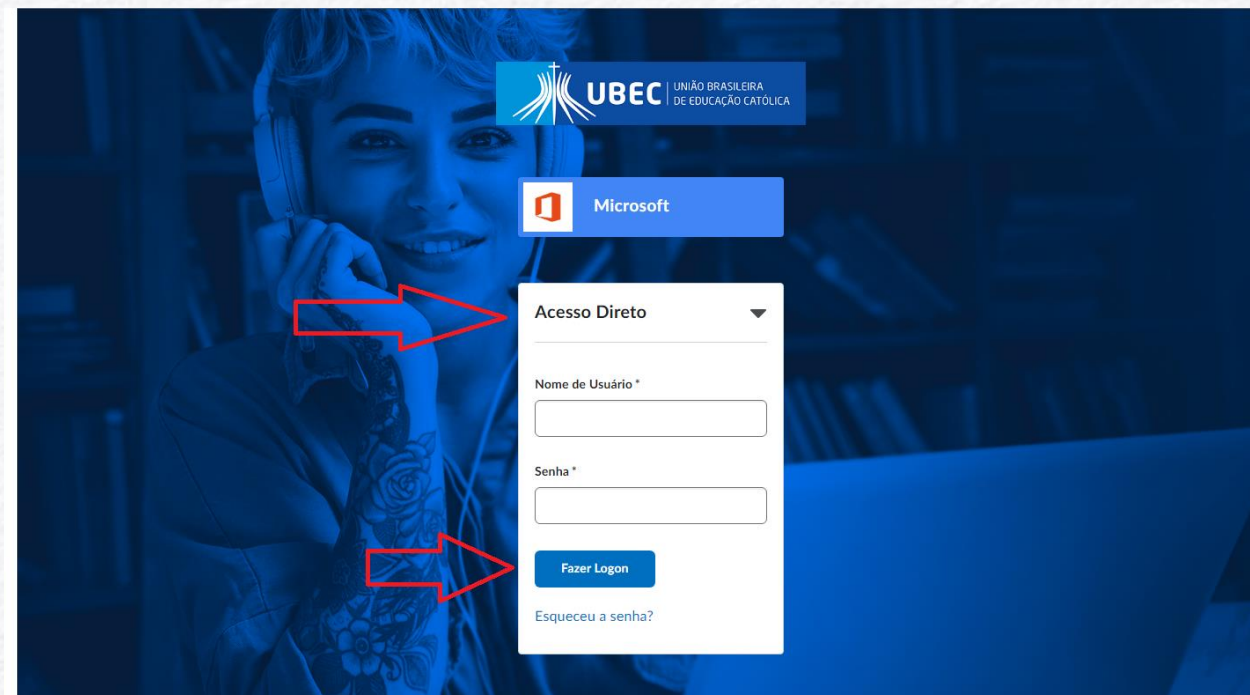 UBEC
UNIÃO BRASILEIRA
DE EDUCAÇÃO CATÓLICA
Microsoft
Acesso Direto
Nome de Usuário *
Senha *
Fazer Logon
Esqueceu a senha?